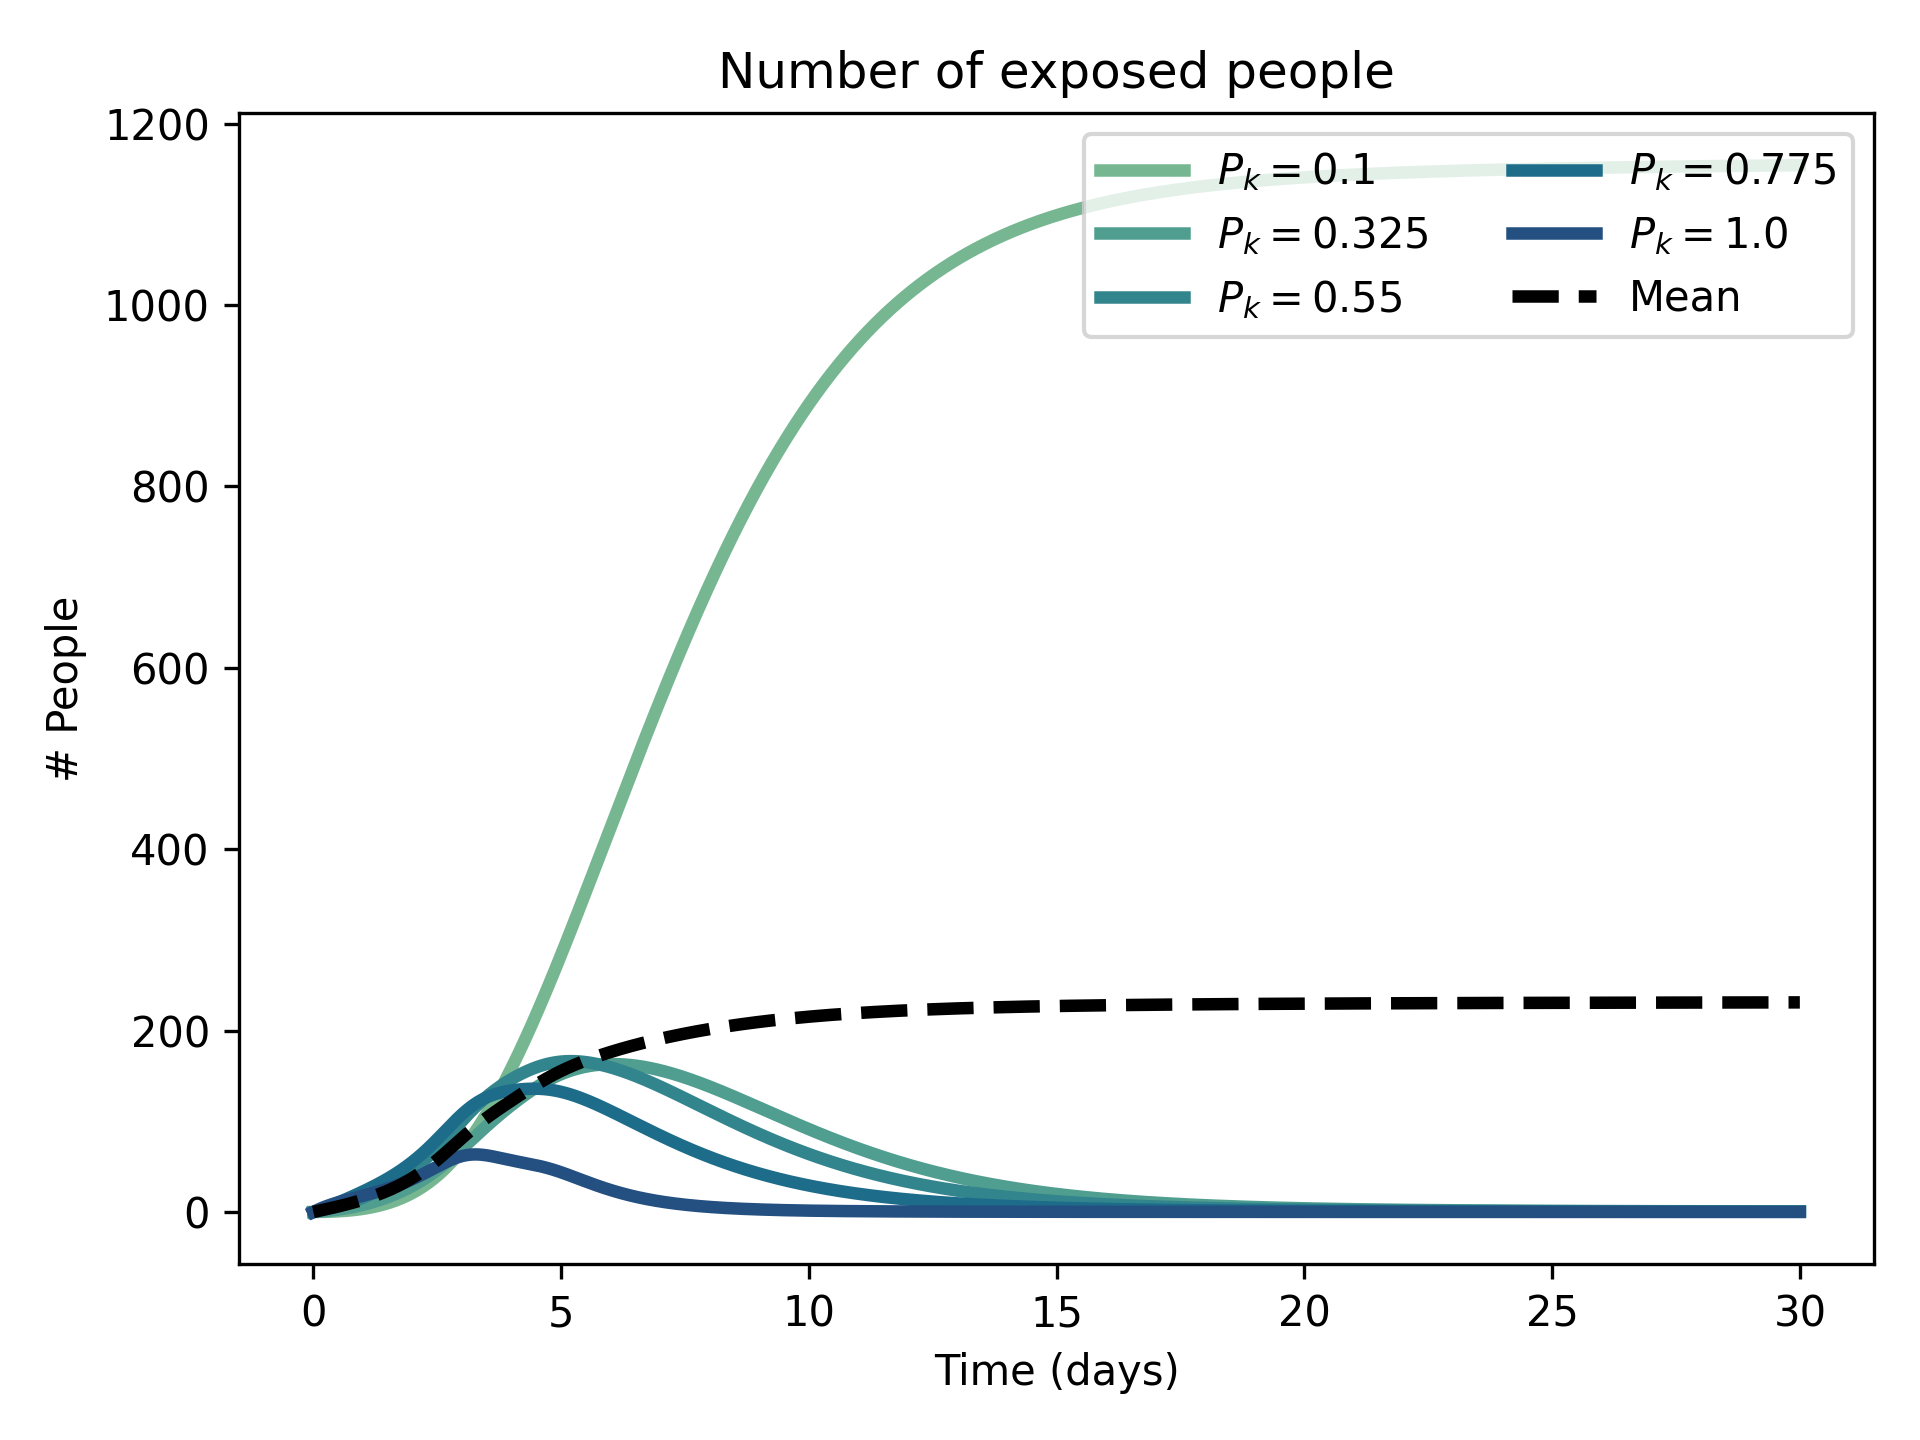 Number of exposed people
1200
1000
800
600
400
200
0
# People
P_k = 0.1
P_k = 0.325
P_k = 0.55
P_k = 0.775
P_k = 1.0
Mean
0 5 10 15 20 25 30
Time (days)